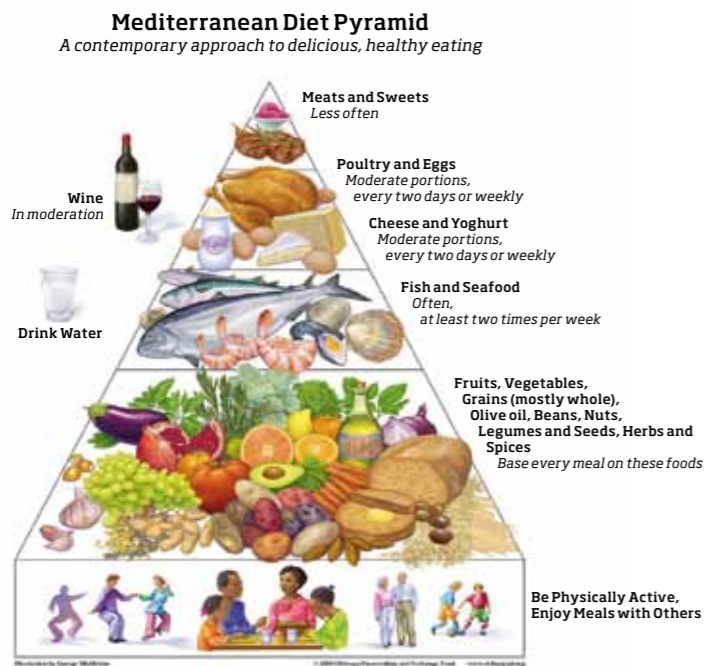 Mediterranean Diet Pyramid
A contemporary approach to delicious, healthy eating
Meats and Sweets
Less often
Poultry and Eggs
Moderate portions,
every two days or weekly
Wine
In moderation
Cheese and Yoghurt
Moderate portions,
every two days or weekly
Fish and Seafood
Often,
at least two times per week
Drink Water
Fruits, Vegetables,
Grains (mostly whole),
Olive oil, Beans, Nuts,
Legumes and Seeds, Herbs and
Spices
Base every meal on these foods
Be Physically Active,
Enjoy Meals with Others
Illustration by George Middleton